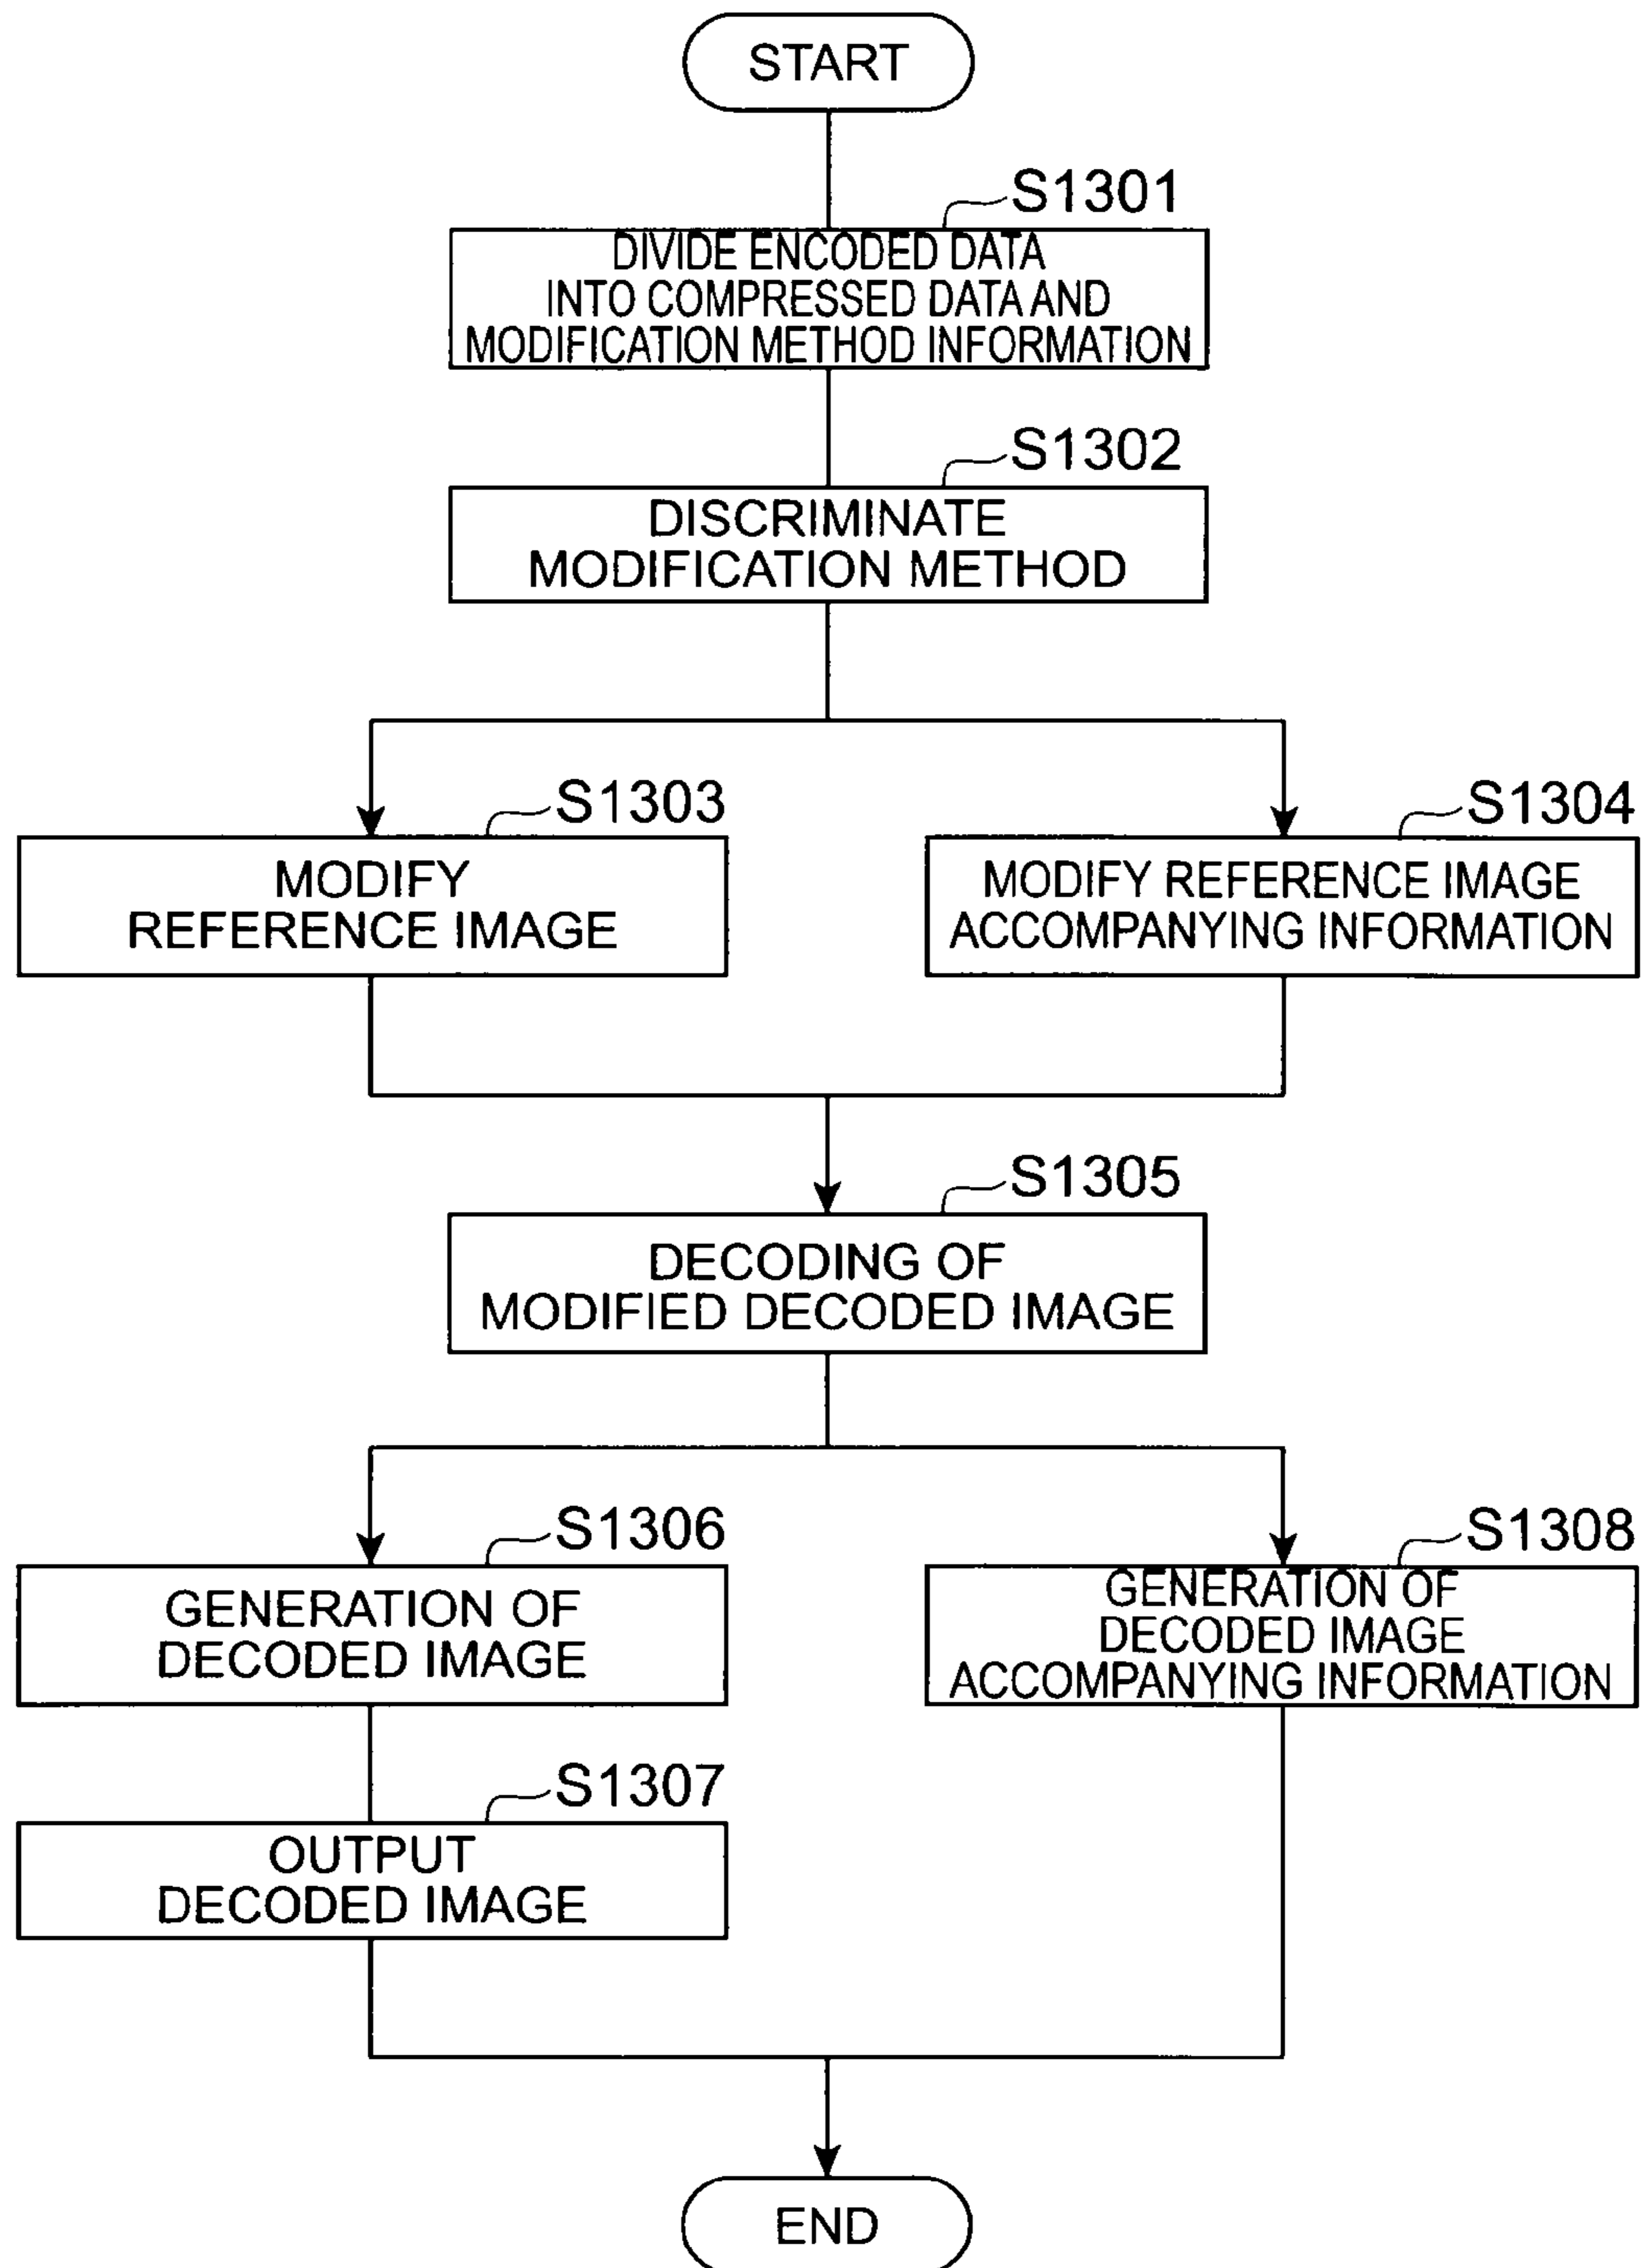 START
S1301
DIVIDE ENCODED DATA
INTO COMPRESSED DATA AND
MODIFICATION METHOD INFORMATION
S1302
DISCRIMINATE
MODIFICATION METHOD
S1303
MODIFY
REFERENCE IMAGE
S1304
MODIFY REFERENCE IMAGE
ACCOMPANYING INFORMATION
S1305
DECODING OF
MODIFIED DECODED IMAGE
S1306
GENERATION OF
DECODED IMAGE
S1308
GENERATION OF
DECODED IMAGE
ACCOMPANYING INFORMATION
S1307
OUTPUT
DECODED IMAGE
END